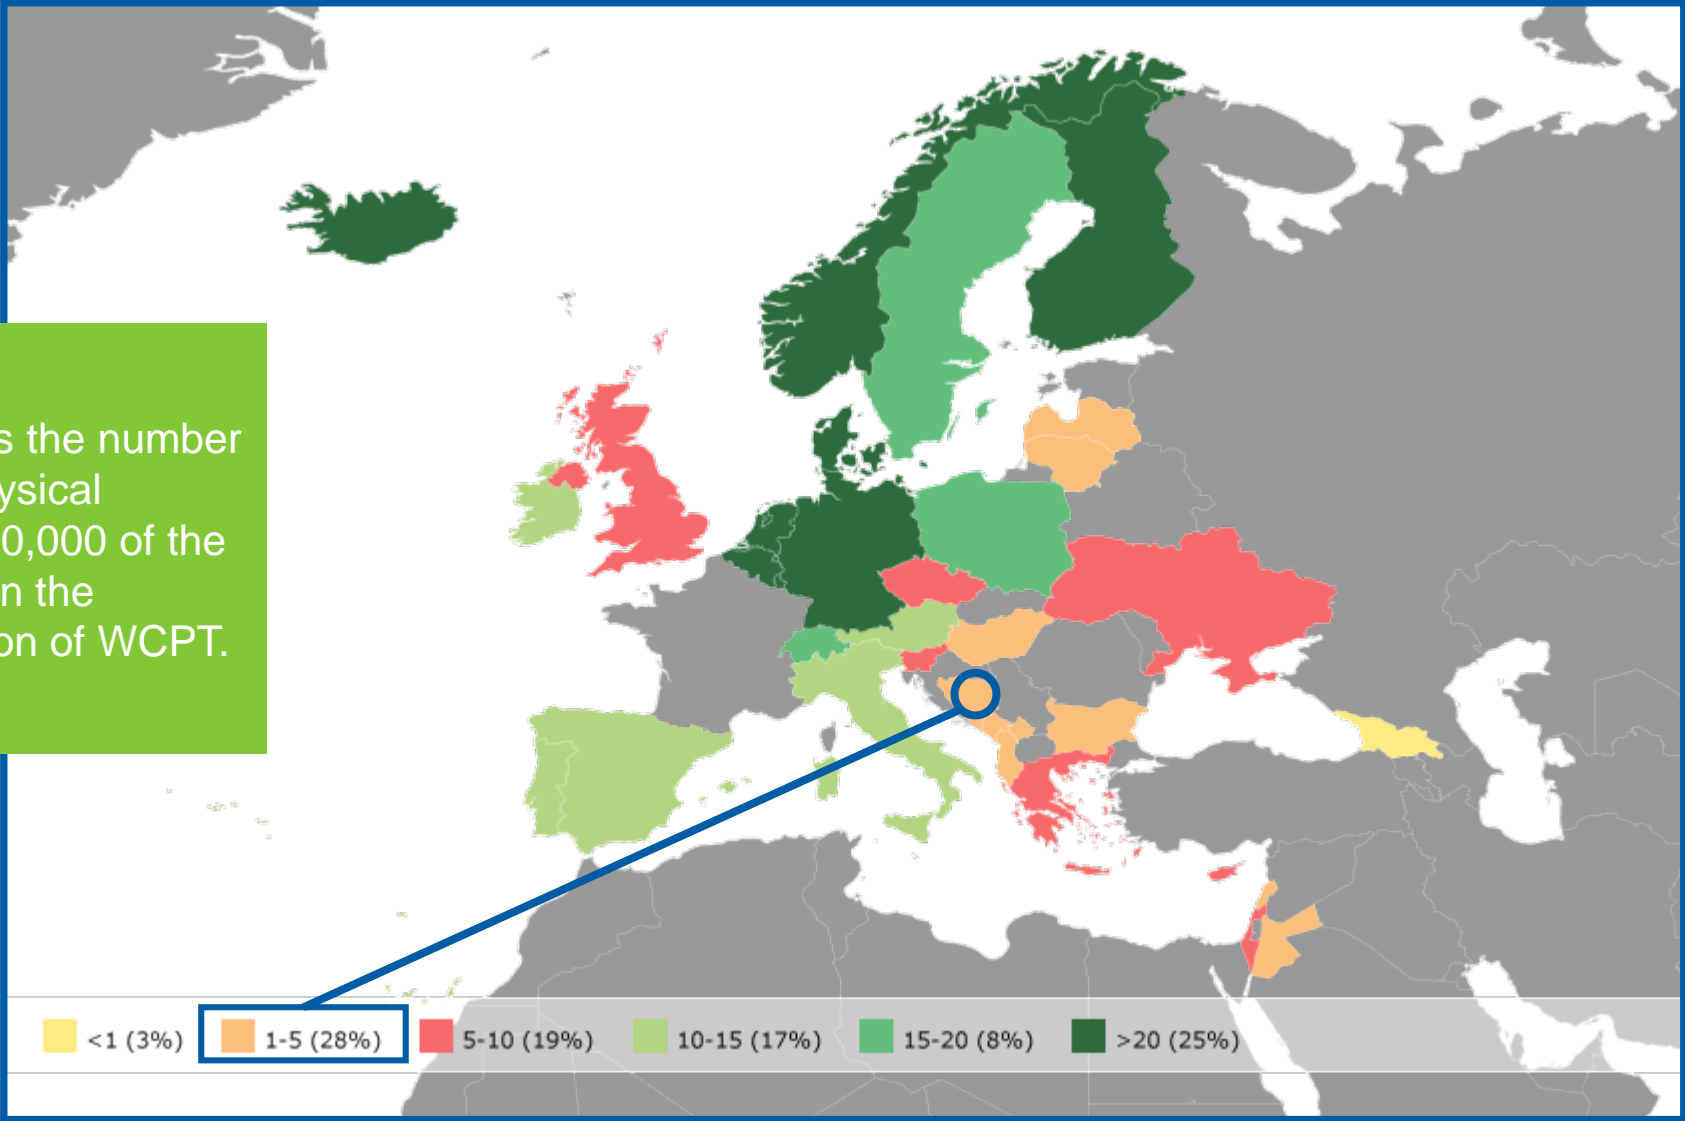 s the number
ysical
0,000 of the
n the
on of WCPT.
<1 (3%) 1-5 (28%) 5-10 (19%) 10-15 (17%) 15-20 (8%) >20 (25%)